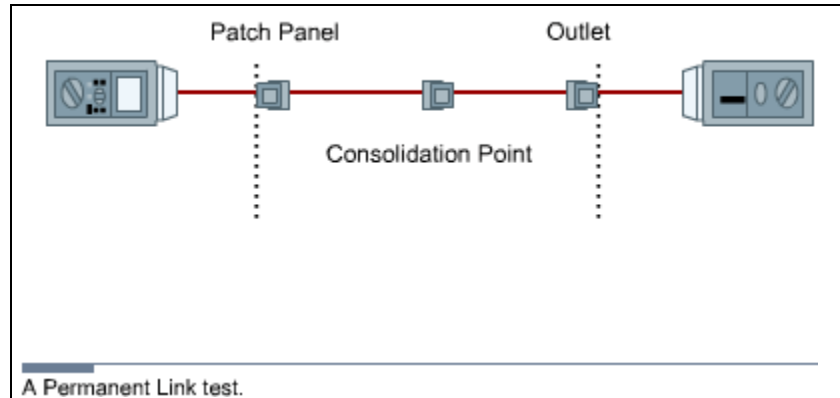 Patch Panel
Outlet
Consolidation Point
A Permanent Link test.